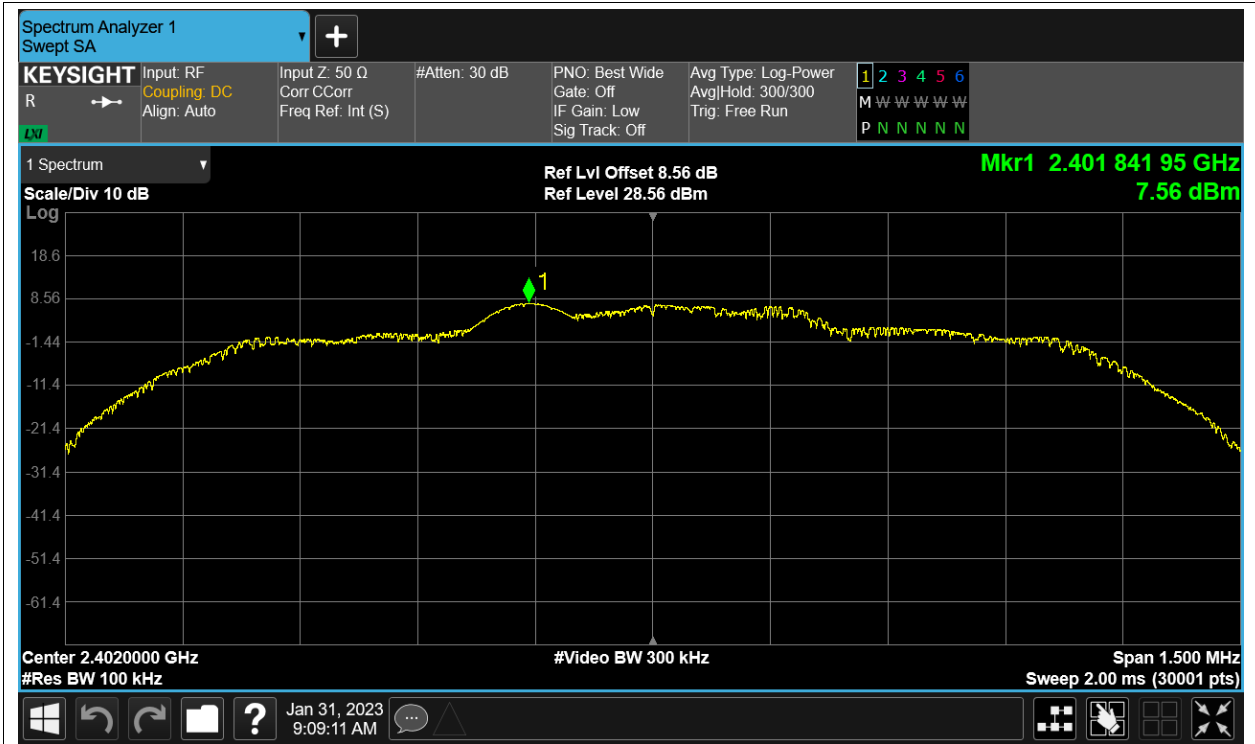 Spectrum Analyzer 1
Swept SA
+
KEYSIGHT
R
LXI
Input: RF
Coupling: DC
Align: Auto
Input Z: 50 Ω
Corr CCorr
Freq Ref: Int (S)
#Atten: 30 dB
PNO: Best Wide
Gate: Off
IF Gain: Low
Sig Track: Off
Avg Type: Log-Power
Avg|Hold: 300/300
Trig: Free Run
1 2 3 4 5 6
M W W W W W
P N N N N N
1 Spectrum
Scale/Div 10 dB
Log
Ref Lvl Offset 8.56 dB
Ref Level 28.56 dBm
Mkr1 2.401 841 95 GHz
7.56 dBm
18.6
8.56
-1.44
-11.4
-21.4
-31.4
-41.4
-51.4
-61.4
1
Center 2.4020000 GHz
#Res BW 100 kHz
#Video BW 300 kHz
Span 1.500 MHz
Sweep 2.00 ms (30001 pts)
?
Jan 31, 2023
9:09:11 AM